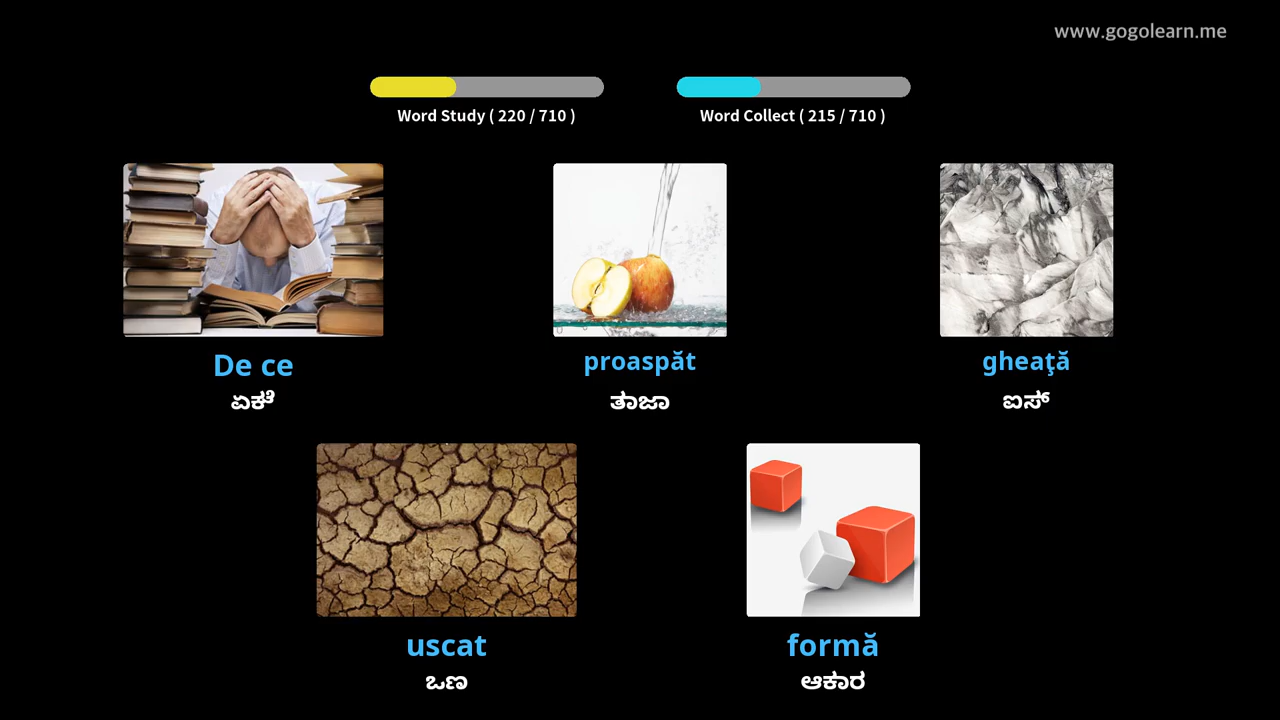 www.gogolearn.me
Word Study ( 220 / 710 )
Word Collect ( 215 / 710 )
De ce
ಏಕೆ
proaspăt
ತಾಜಾ
gheaţă
ಐಸ್
uscat
ಒಣ
formă
ಆಕಾರ